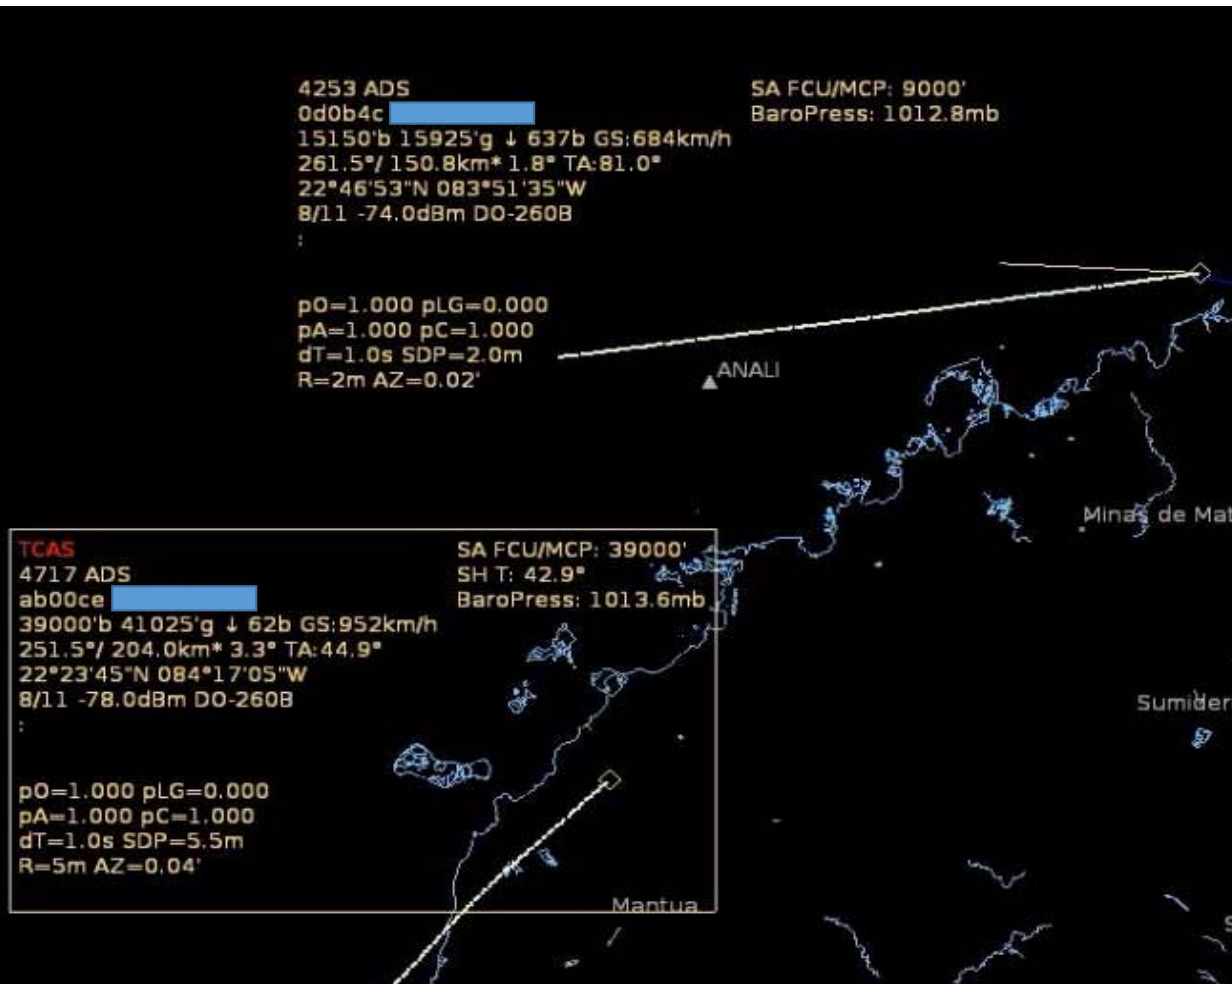 4253 ADS
0d0b4c
15150'b 15925'g ↓ 637b GS:684km/h
261.5°/ 150.8km* 1.8° TA:81.0°
22°46'53"N 083°51'35"W
8/11 -74.0dBm DO-260B
:
pO=1.000 pLG=0.000
pA=1.000 pC=1.000
dT=1.0s SDP=2.0m
R=2m AZ=0.02'
SA FCU/MCP: 9000'
BaroPress: 1012.8mb
ANALI
Minas de Mat
TCAS
4717 ADS
ab00ce
39000'b 41025'g ↓ 62b GS:952km/h
251.5°/ 204.0km* 3.3° TA:44.9°
22°23'45"N 084°17'05"W
8/11 -78.0dBm DO-260B
:
pO=1.000 pLG=0.000
pA=1.000 pC=1.000
dT=1.0s SDP=5.5m
R=5m AZ=0.04'
SA FCU/MCP: 39000'
SH T: 42.9°
BaroPress: 1013.6mb
Sumider
Mantua
S